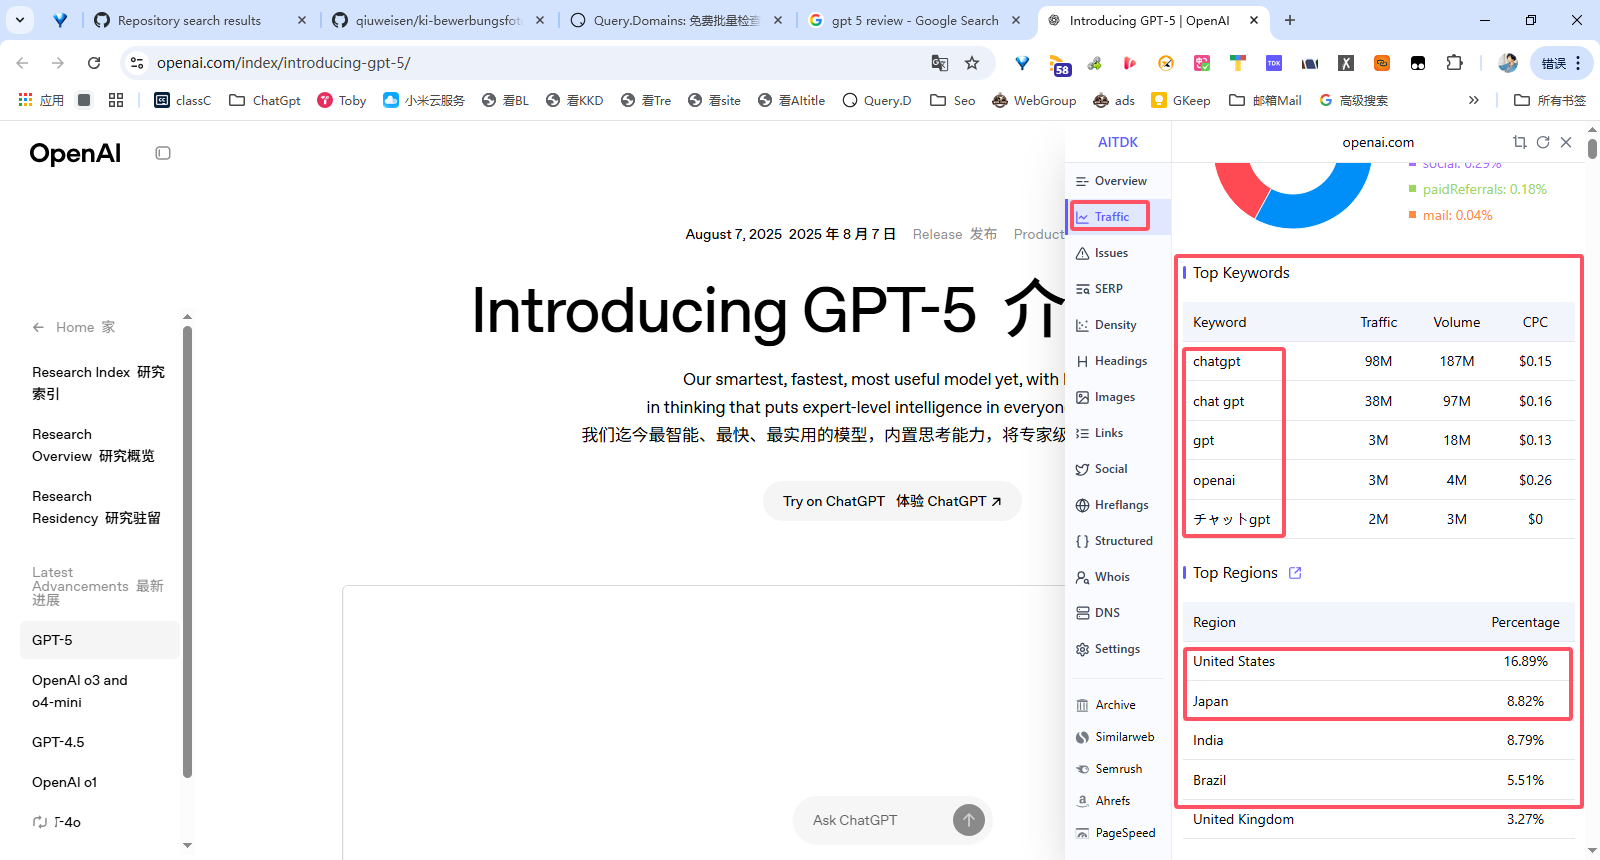 Repository search results
qiuweisen/ki-bewerbungsfot
Query.Domains: 免费批量检查
gpt 5 review - Google Search
Introducing GPT-5 | OpenAI
openai.com/index/introducing-gpt-5/
58
TDK
错误
应用
classC
ChatGpt
Toby
小米云服务
看BL
看KKD
看Tre
看site
看AItitle
Query.D
Seo
WebGroup
ads
GKeep
邮箱Mail
高级搜索
所有书签
OpenAI
August 7, 2025 2025 年 8 月 7 日 Release 发布 Product
Introducing GPT-5 介
Our smartest, fastest, most useful model yet, with
in thinking that puts expert-level intelligence in everyon
我们迄今最智能、最快、最实用的模型，内置思考能力，将专家级
Try on ChatGPT 体验 ChatGPT ↗
Ask ChatGPT
← Home 家
Research Index 研究
索引
Research
Overview 研究概览
Research
Residency 研究驻留
Latest
Advancements 最新
进展
GPT-5
OpenAI o3 and
o4-mini
GPT-4.5
OpenAI o1
-4o
AITDK
openai.com
Overview
Traffic
Issues
SERP
Density
Headings
Images
Links
Social
Hreflangs
Structured
Whois
DNS
Settings
Archive
Similarweb
Semrush
Ahrefs
PageSpeed
social: 0.29%
paidReferrals: 0.18%
mail: 0.04%
Top Keywords
Keyword Traffic Volume CPC
chatgpt 98M 187M $0.15
chat gpt 38M 97M $0.16
gpt 3M 18M $0.13
openai 3M 4M $0.26
チャットgpt 2M 3M $0
Top Regions
Region Percentage
United States 16.89%
Japan 8.82%
India 8.79%
Brazil 5.51%
United Kingdom 3.27%